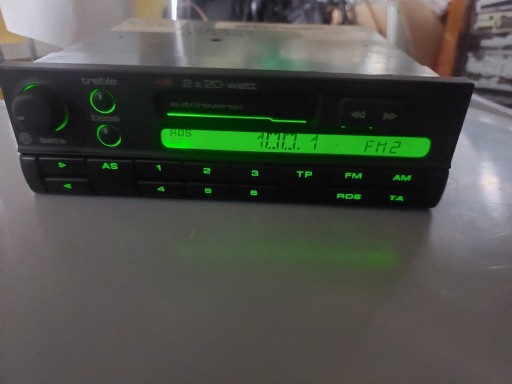 treble
2 x 20 watt
bass
beta
RDS
100.1
FM2
AS
1
2
3
TP
FM
AM
4
5
6
RDS
TA